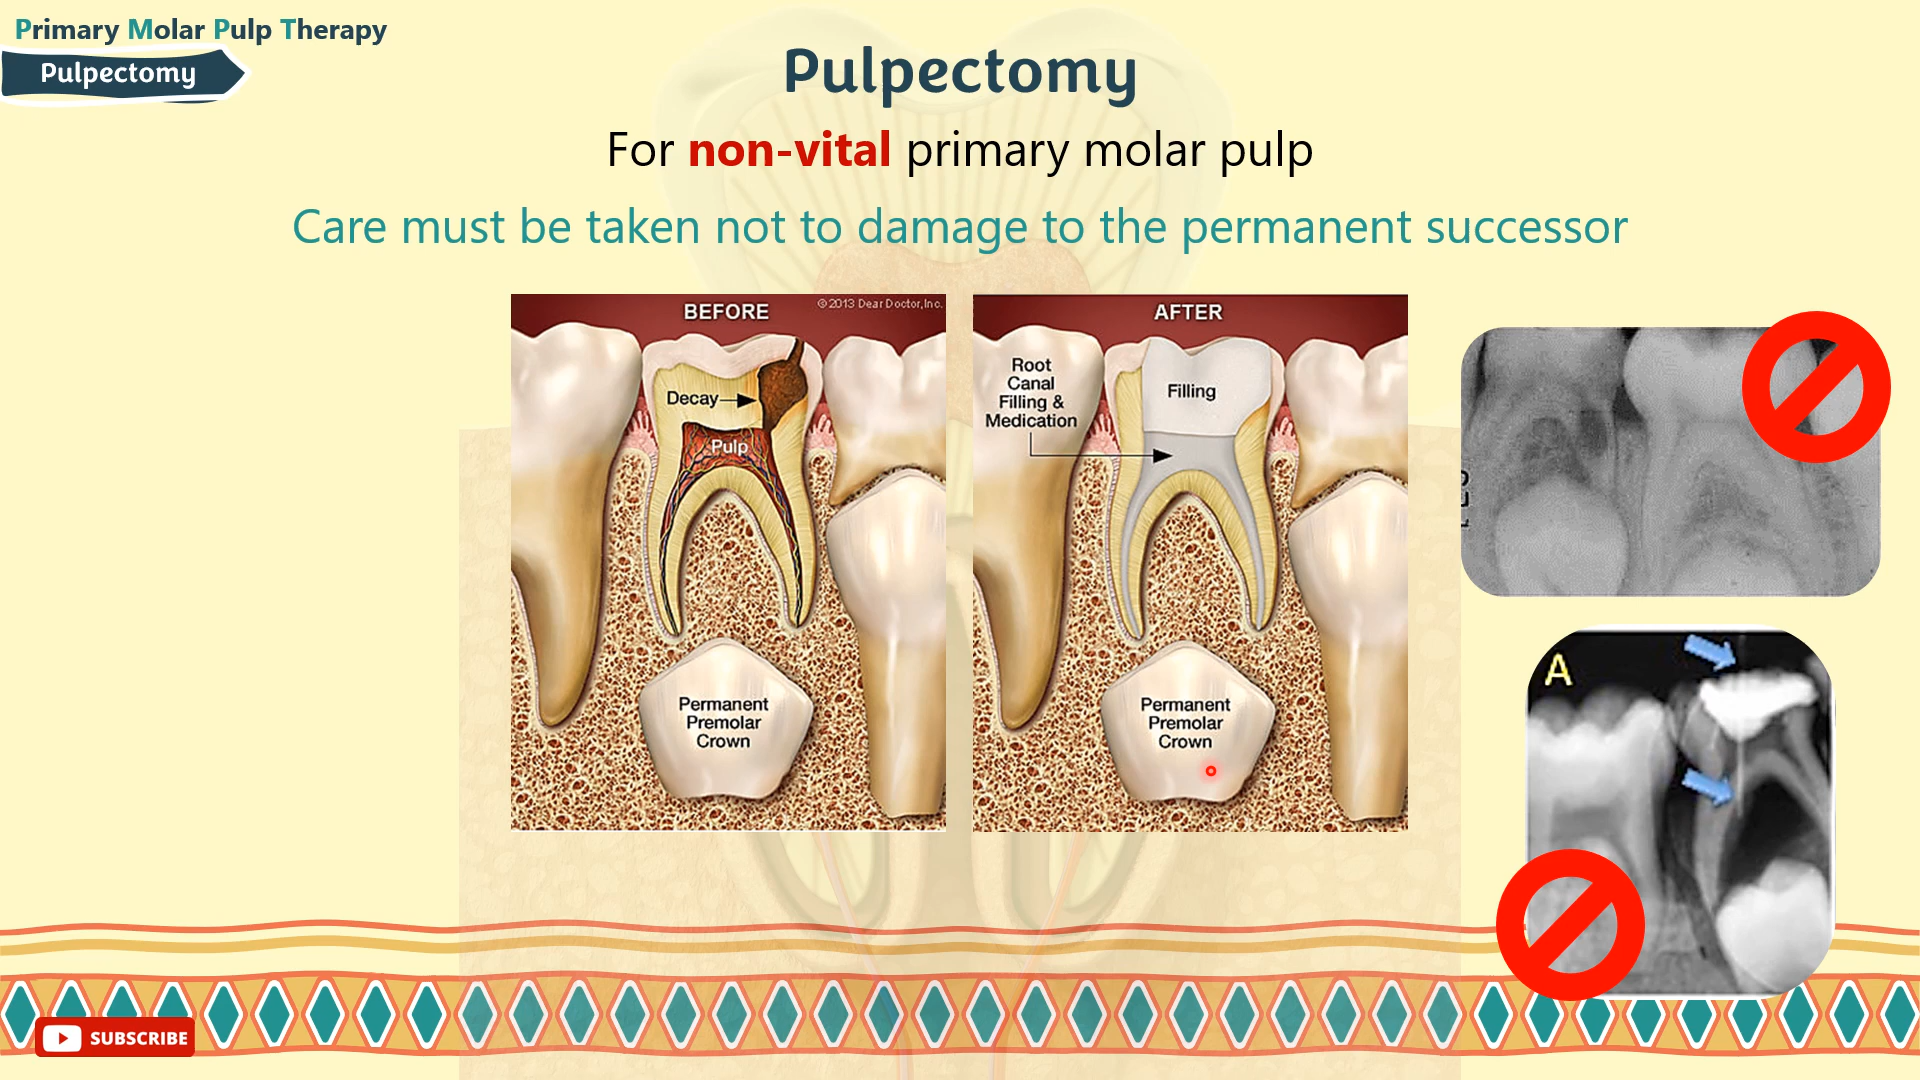 Primary Molar Pulp Therapy
Pulpectomy
Pulpectomy
For non-vital primary molar pulp
Care must be taken not to damage to the permanent successor
BEFORE
©2013 Dear Doctor, Inc.
Decay
Pulp
Permanent
Premolar
Crown
AFTER
Root
Canal
Filling &
Medication
Filling
Permanent
Premolar
Crown
A
SUBSCRIBE